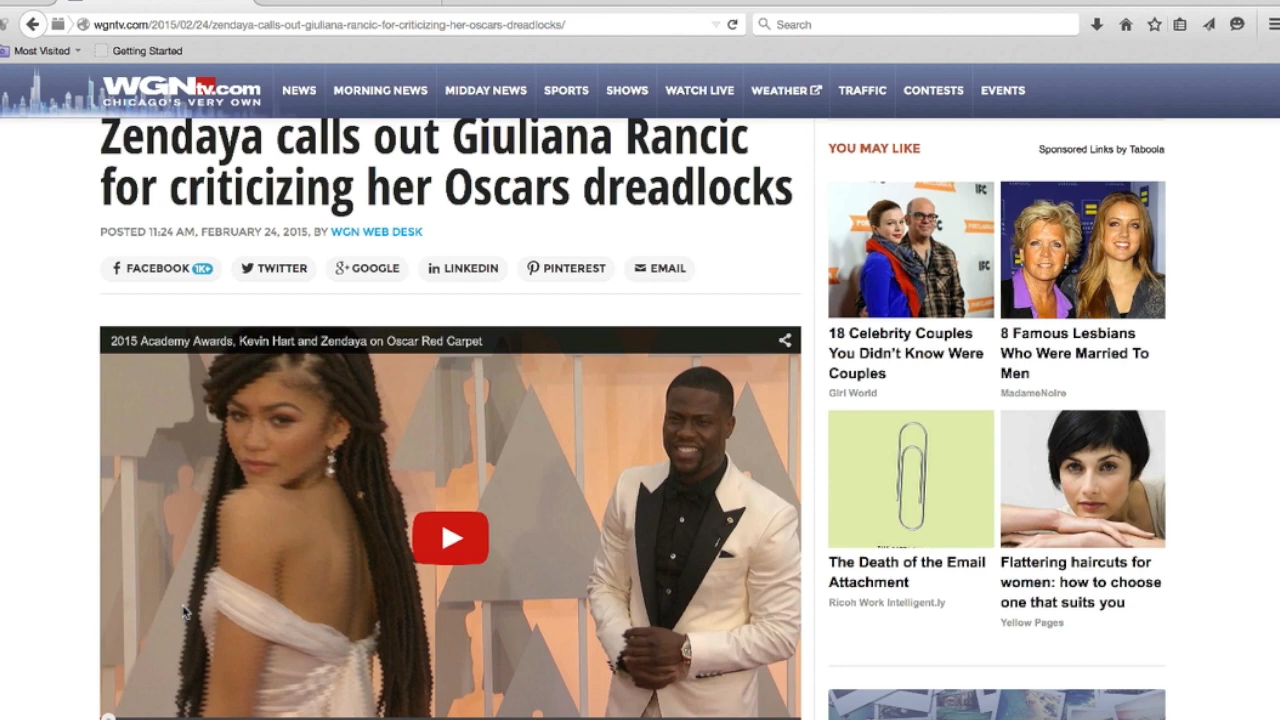 wgntv.com/2015/02/24/zendaya-calls-out-giuliana-rancic-for-criticizing-her-oscars-dreadlocks/
Search
Most Visited
Getting Started
WGNtv.com
CHICAGO'S VERY OWN
NEWS MORNING NEWS MIDDAY NEWS SPORTS SHOWS WATCH LIVE WEATHER TRAFFIC CONTESTS EVENTS
Zendaya calls out Giuliana Rancic
for criticizing her Oscars dreadlocks
POSTED 11:24 AM, FEBRUARY 24, 2015, BY WGN WEB DESK
FACEBOOK 1K+ TWITTER GOOGLE LINKEDIN PINTEREST EMAIL
2015 Academy Awards, Kevin Hart and Zendaya on Oscar Red Carpet
YOU MAY LIKE
Sponsored Links by Taboola
IFC
IFC
18 Celebrity Couples
You Didn't Know Were
Couples
Girl World
8 Famous Lesbians
Who Were Married To
Men
MadameNoire
The Death of the Email
Attachment
Ricoh Work Intelligent.ly
Flattering haircuts for
women: how to choose
one that suits you
Yellow Pages